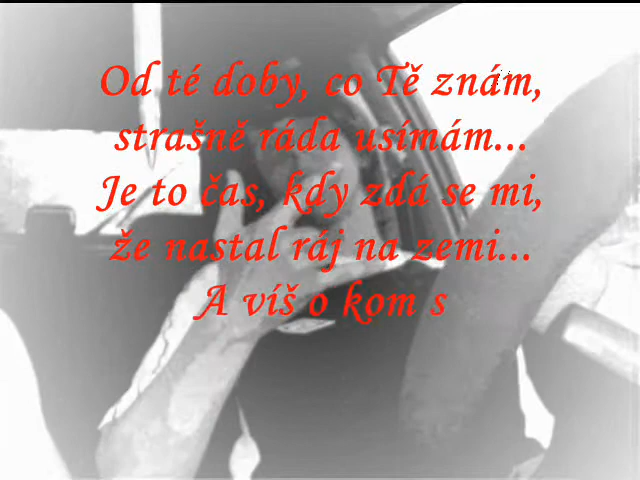 Od té doby, co Tě znám,
strašně ráda usímám...
Je to čas, kdy zdá se mi,
že nastal ráj na zemi...
A víš o kom s